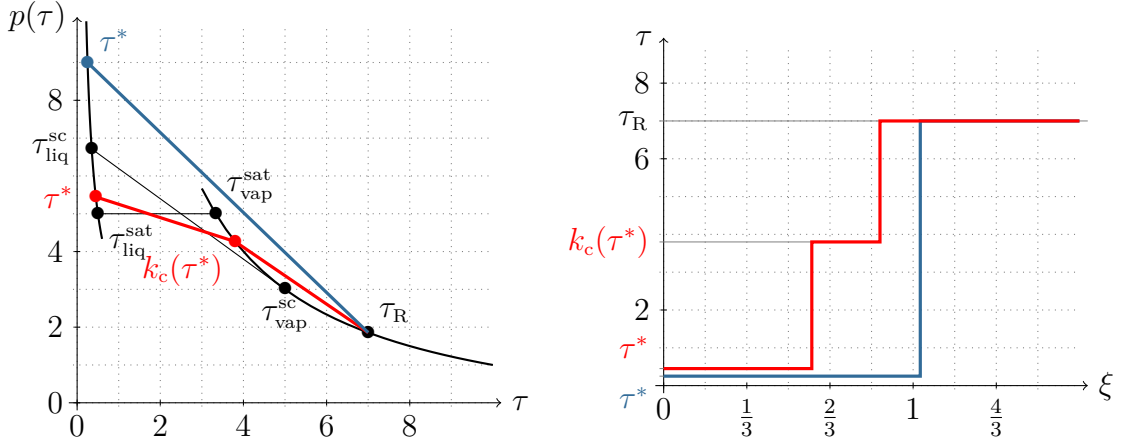 p(τ)
τ*
8
τ_liq^sc
τ_vap^sat
τ*
τ_liq^sat
4
k_c(τ*)
τ_vap^sc
τ_R
2
0
τ
0 2 4 6 8
τ
8
τ_R
6
k_c(τ*)
2
τ*
τ*
ξ
0 1/3 2/3 1 4/3